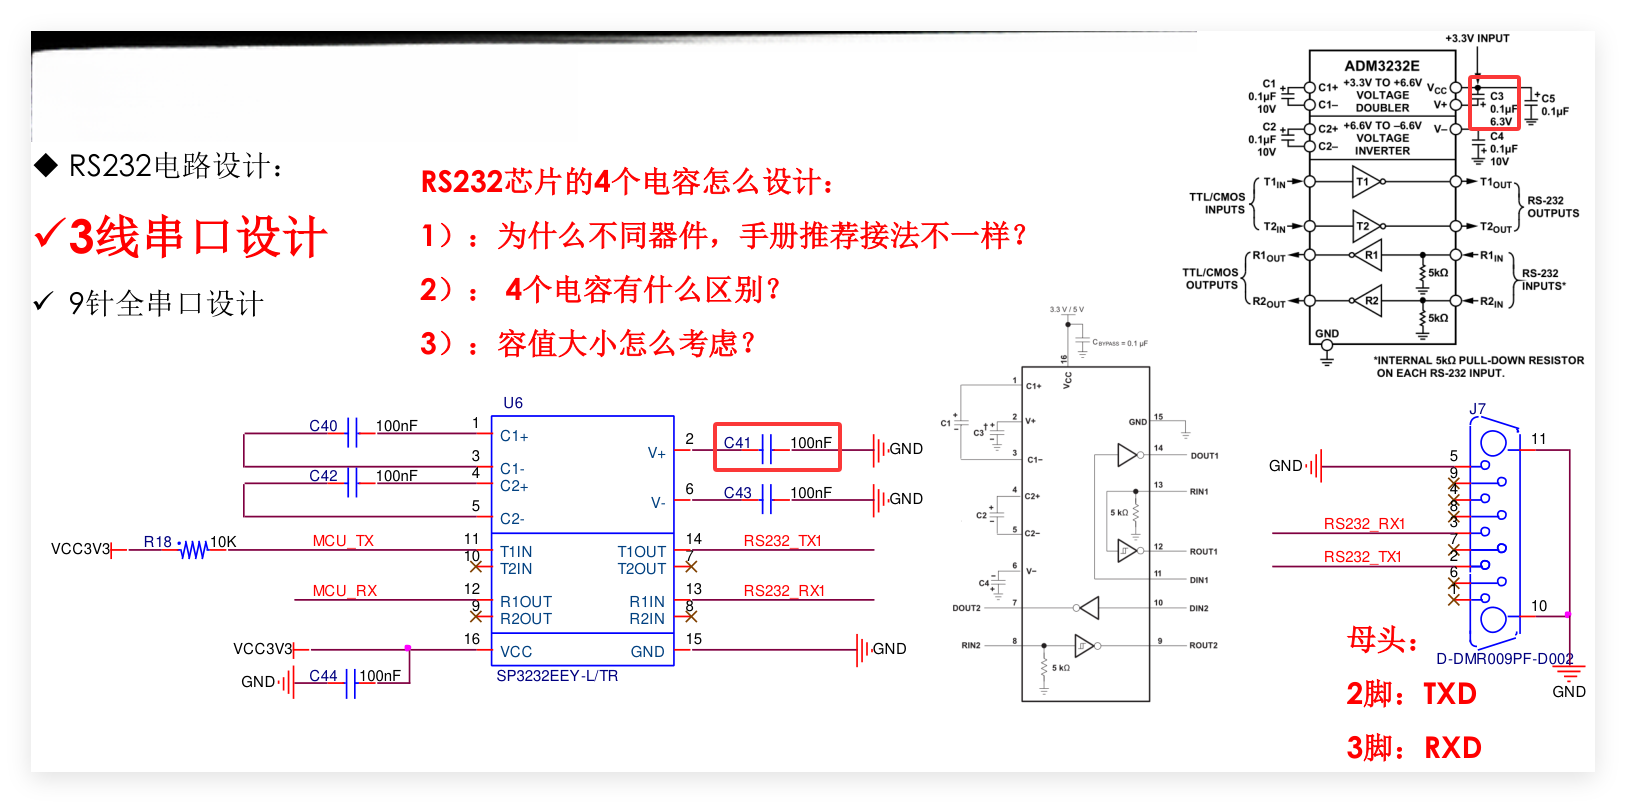 ◆ RS232电路设计：
✓3线串口设计
✓ 9针全串口设计
RS232芯片的4个电容怎么设计：
1）：为什么不同器件，手册推荐接法不一样？
2）： 4个电容有什么区别？
3）：容值大小怎么考虑？
+3.3V INPUT
ADM3232E
C1
0.1µF
10V
+
C1+
C1–
+3.3V TO +6.6V
VOLTAGE
DOUBLER
VCC
V+
C3
0.1µF
6.3V
+
C5
0.1µF
+
C2
0.1µF
10V
+
C2+
C2–
+6.6V TO –6.6V
VOLTAGE
INVERTER
V–
C4
0.1µF
10V
+
TTL/CMOS
INPUTS
T1IN
T1
T1OUT
T2IN
T2
T2OUT
RS-232
OUTPUTS
TTL/CMOS
OUTPUTS
R1OUT
R1
R1IN
5kΩ
R2OUT
R2
R2IN
5kΩ
RS-232
INPUTS*
GND
*INTERNAL 5kΩ PULL-DOWN RESISTOR
ON EACH RS-232 INPUT.
U6
C40 100nF
1
C1+
3
C1-
C42 100nF
4
C2+
5
C2-
VCC3V3
R18 10K
MCU_TX
11
T1IN
10
T2IN
MCU_RX
12
R1OUT
9
R2OUT
VCC3V3
16
VCC
GND
C44 100nF
V+
2
C41 100nF
GND
V-
6
C43 100nF
GND
T1OUT
14
RS232_TX1
T2OUT
7
R1IN
13
RS232_RX1
R2IN
8
GND
15
GND
SP3232EEY-L/TR
3.3 V / 5 V
CBYPASS = 0.1 µF
16
VCC
1
C1+
C1
+
−
2
V+
C3†
+
−
3
C1−
4
C2+
C2
+
−
5
C2−
6
V−
C4
−
+
GND
15
14
DOUT1
13
RIN1
5 kΩ
12
ROUT1
11
DIN1
DOUT2
7
10
DIN2
RIN2
8
9
ROUT2
5 kΩ
J7
11
GND
5
9
4
8
3
RS232_RX1
7
2
RS232_TX1
6
1
10
D-DMR009PF-D002
GND
母头：
2脚：TXD
3脚：RXD